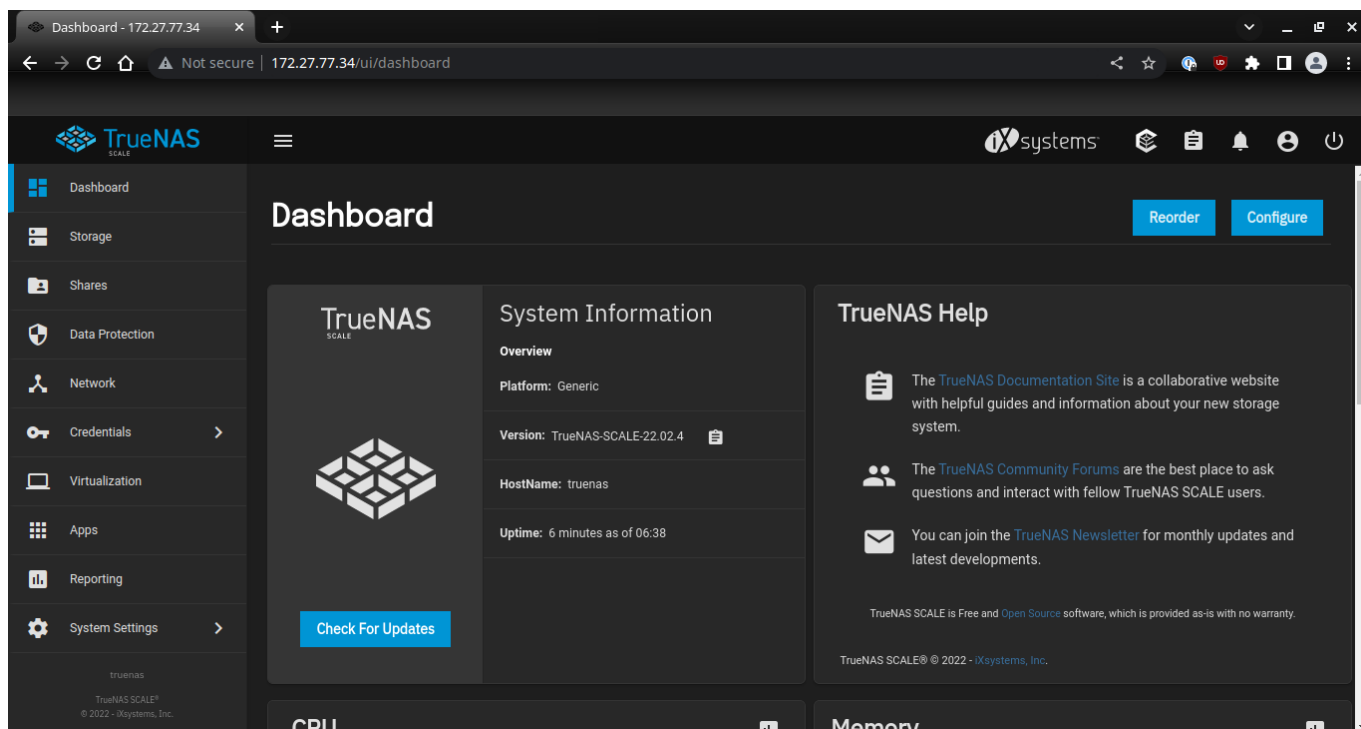 Dashboard - 172.27.77.34
Not secure | 172.27.77.34/ui/dashboard
TrueNAS
SCALE
iXsystems
Dashboard
Storage
Shares
Data Protection
Network
Credentials
Virtualization
Apps
Reporting
System Settings
truenas
TrueNAS SCALE®
© 2022 - iXsystems, Inc.
Dashboard
Reorder
Configure
TrueNAS
SCALE
Check For Updates
System Information
Overview
Platform: Generic
Version: TrueNAS-SCALE-22.02.4
HostName: truenas
Uptime: 6 minutes as of 06:38
TrueNAS Help
The TrueNAS Documentation Site is a collaborative website
with helpful guides and information about your new storage
system.
The TrueNAS Community Forums are the best place to ask
questions and interact with fellow TrueNAS SCALE users.
You can join the TrueNAS Newsletter for monthly updates and
latest developments.
TrueNAS SCALE is Free and Open Source software, which is provided as-is with no warranty.
TrueNAS SCALE® © 2022 - iXsystems, Inc.
CPU
Memory